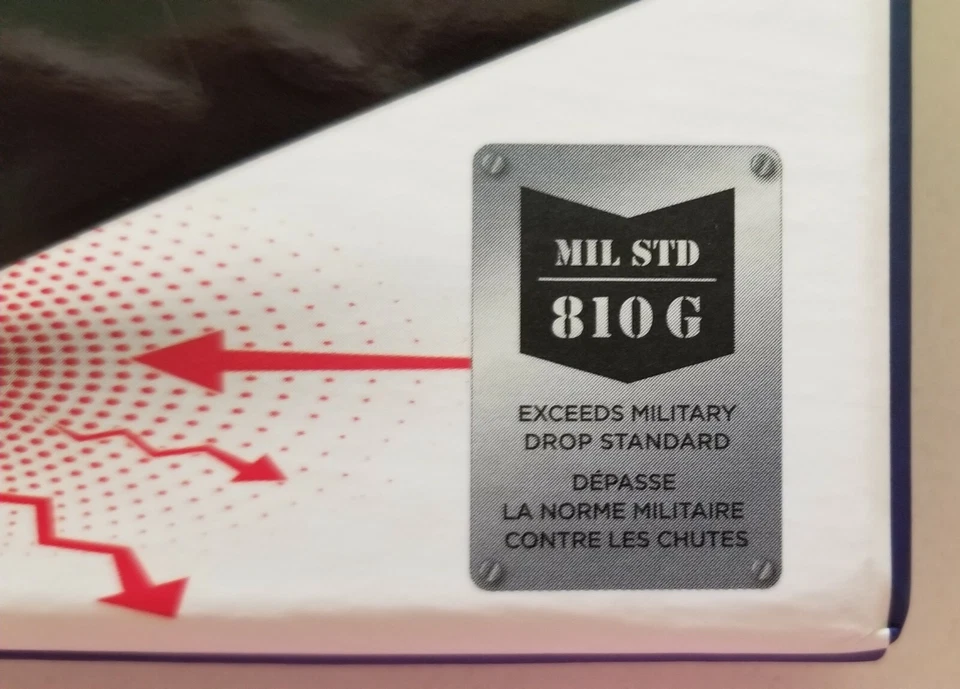 MIL STD
810 G
EXCEEDS MILITARY
DROP STANDARD
DÉPASSE
LA NORME MILITAIRE
CONTRE LES CHUTES